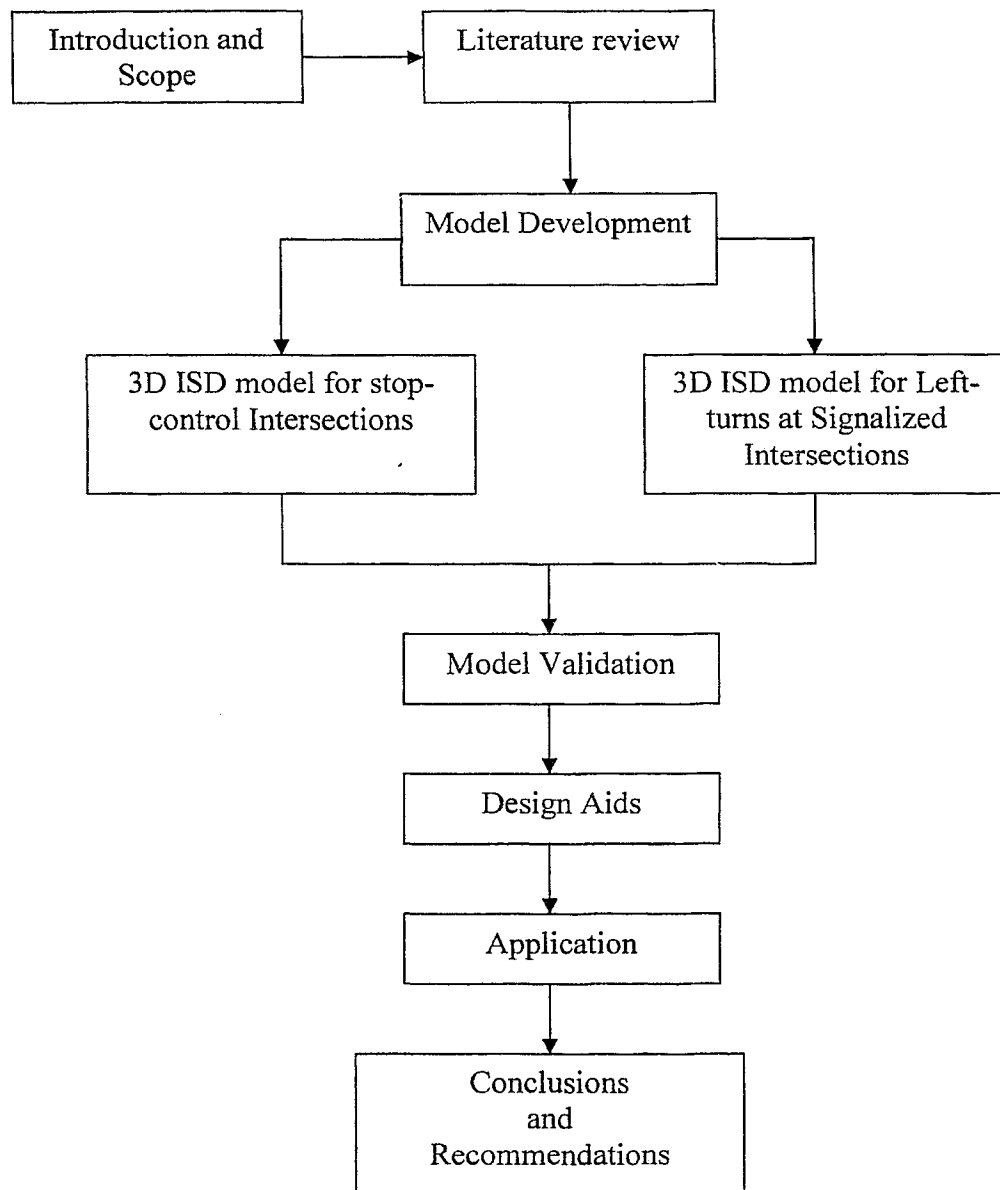 Introduction and
Scope
Literature review
Model Development
3D ISD model for stop-
control Intersections
3D ISD model for Left-
turns at Signalized
Intersections
Model Validation
Design Aids
Application
Conclusions
and
Recommendations